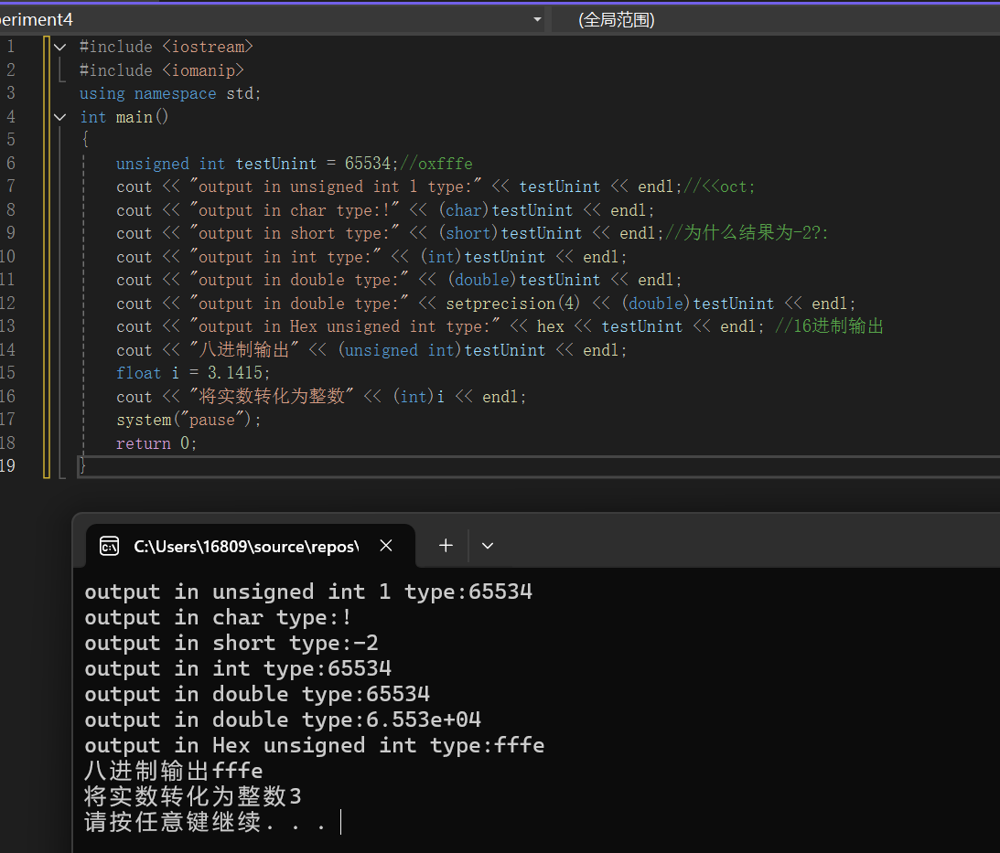 eriment4
(全局范围)
1 #include <iostream>
2 #include <iomanip>
3 using namespace std;
4 int main()
5 {
6 unsigned int testUnint = 65534;//oxfffe
7 cout << "output in unsigned int 1 type:" << testUnint << endl;//<<oct;
8 cout << "output in char type:!" << (char)testUnint << endl;
9 cout << "output in short type:" << (short)testUnint << endl;//为什么结果为-2?:
10 cout << "output in int type:" << (int)testUnint << endl;
11 cout << "output in double type:" << (double)testUnint << endl;
12 cout << "output in double type:" << setprecision(4) << (double)testUnint << endl;
13 cout << "output in Hex unsigned int type:" << hex << testUnint << endl; //16进制输出
14 cout << "八进制输出" << (unsigned int)testUnint << endl;
15 float i = 3.1415;
16 cout << "将实数转化为整数" << (int)i << endl;
17 system("pause");
18 return 0;
19 }
C:\Users\16809\source\repos\
output in unsigned int 1 type:65534
output in char type:!
output in short type:-2
output in int type:65534
output in double type:65534
output in double type:6.553e+04
output in Hex unsigned int type:fffe
八进制输出fffe
将实数转化为整数3
请按任意键继续. . .